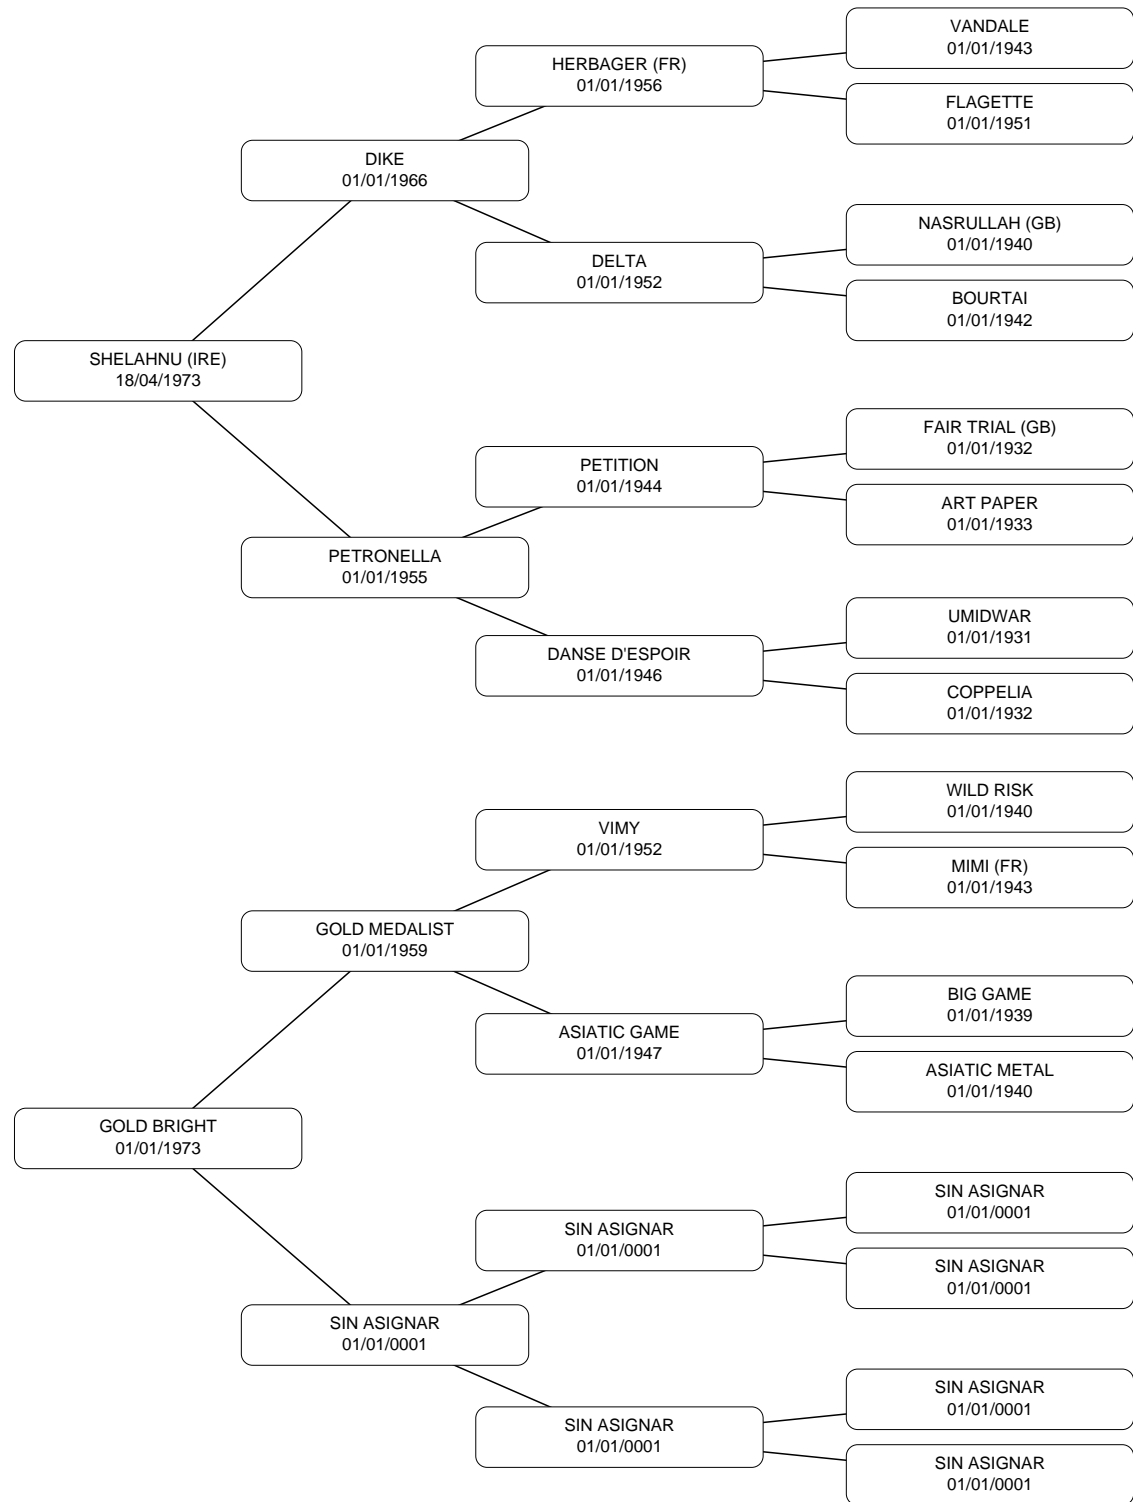 VANDALE
01/01/1943
HERBAGER (FR)
01/01/1956
FLAGETTE
01/01/1951
DIKE
01/01/1966
NASRULLAH (GB)
01/01/1940
DELTA
01/01/1952
BOURTAI
01/01/1942
SHELAHNU (IRE)
18/04/1973
FAIR TRIAL (GB)
01/01/1932
PETITION
01/01/1944
ART PAPER
01/01/1933
PETRONELLA
01/01/1955
UMIDWAR
01/01/1931
DANSE D'ESPOIR
01/01/1946
COPPELIA
01/01/1932
WILD RISK
01/01/1940
VIMY
01/01/1952
MIMI (FR)
01/01/1943
GOLD MEDALIST
01/01/1959
BIG GAME
01/01/1939
ASIATIC GAME
01/01/1947
ASIATIC METAL
01/01/1940
GOLD BRIGHT
01/01/1973
SIN ASIGNAR
01/01/0001
SIN ASIGNAR
01/01/0001
SIN ASIGNAR
01/01/0001
SIN ASIGNAR
01/01/0001
SIN ASIGNAR
01/01/0001
SIN ASIGNAR
01/01/0001
SIN ASIGNAR
01/01/0001